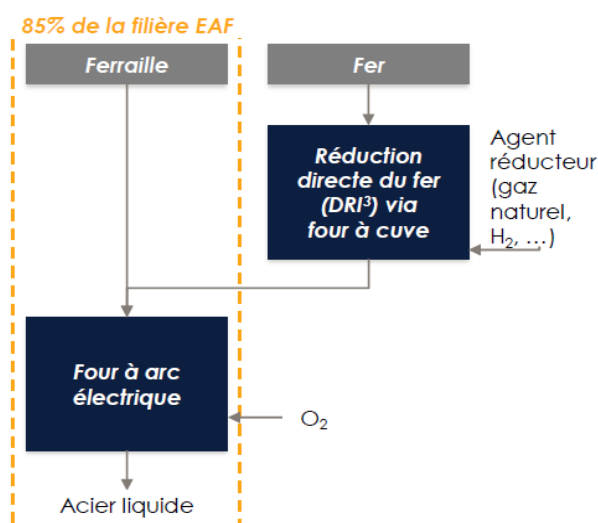 85% de la filière EAF
Ferraille
Fer
Réduction
directe du fer
(DRI³) via
four à cuve
Agent
réducteur
(gaz
naturel,
H₂, …)
Four à arc
électrique
O₂
Acier liquide